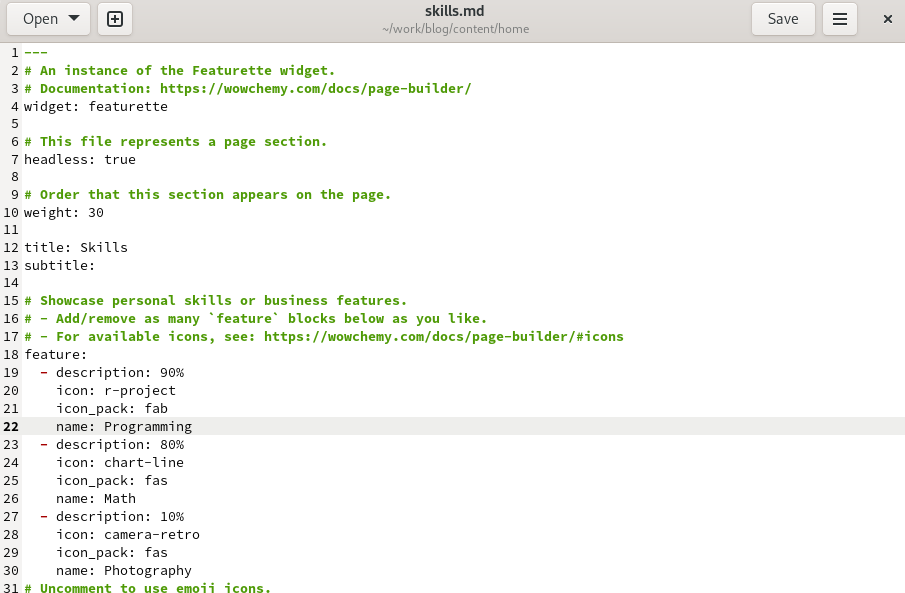 Open
skills.md
~/work/blog/content/home
Save
1 ---
2 # An instance of the Featurette widget.
3 # Documentation: https://wowchemy.com/docs/page-builder/
4 widget: featurette
5
6 # This file represents a page section.
7 headless: true
8
9 # Order that this section appears on the page.
10 weight: 30
11
12 title: Skills
13 subtitle:
14
15 # Showcase personal skills or business features.
16 # - Add/remove as many `feature` blocks below as you like.
17 # - For available icons, see: https://wowchemy.com/docs/page-builder/#icons
18 feature:
19   - description: 90%
20     icon: r-project
21     icon_pack: fab
22     name: Programming
23   - description: 80%
24     icon: chart-line
25     icon_pack: fas
26     name: Math
27   - description: 10%
28     icon: camera-retro
29     icon_pack: fas
30     name: Photography
31 # Uncomment to use emoji icons.